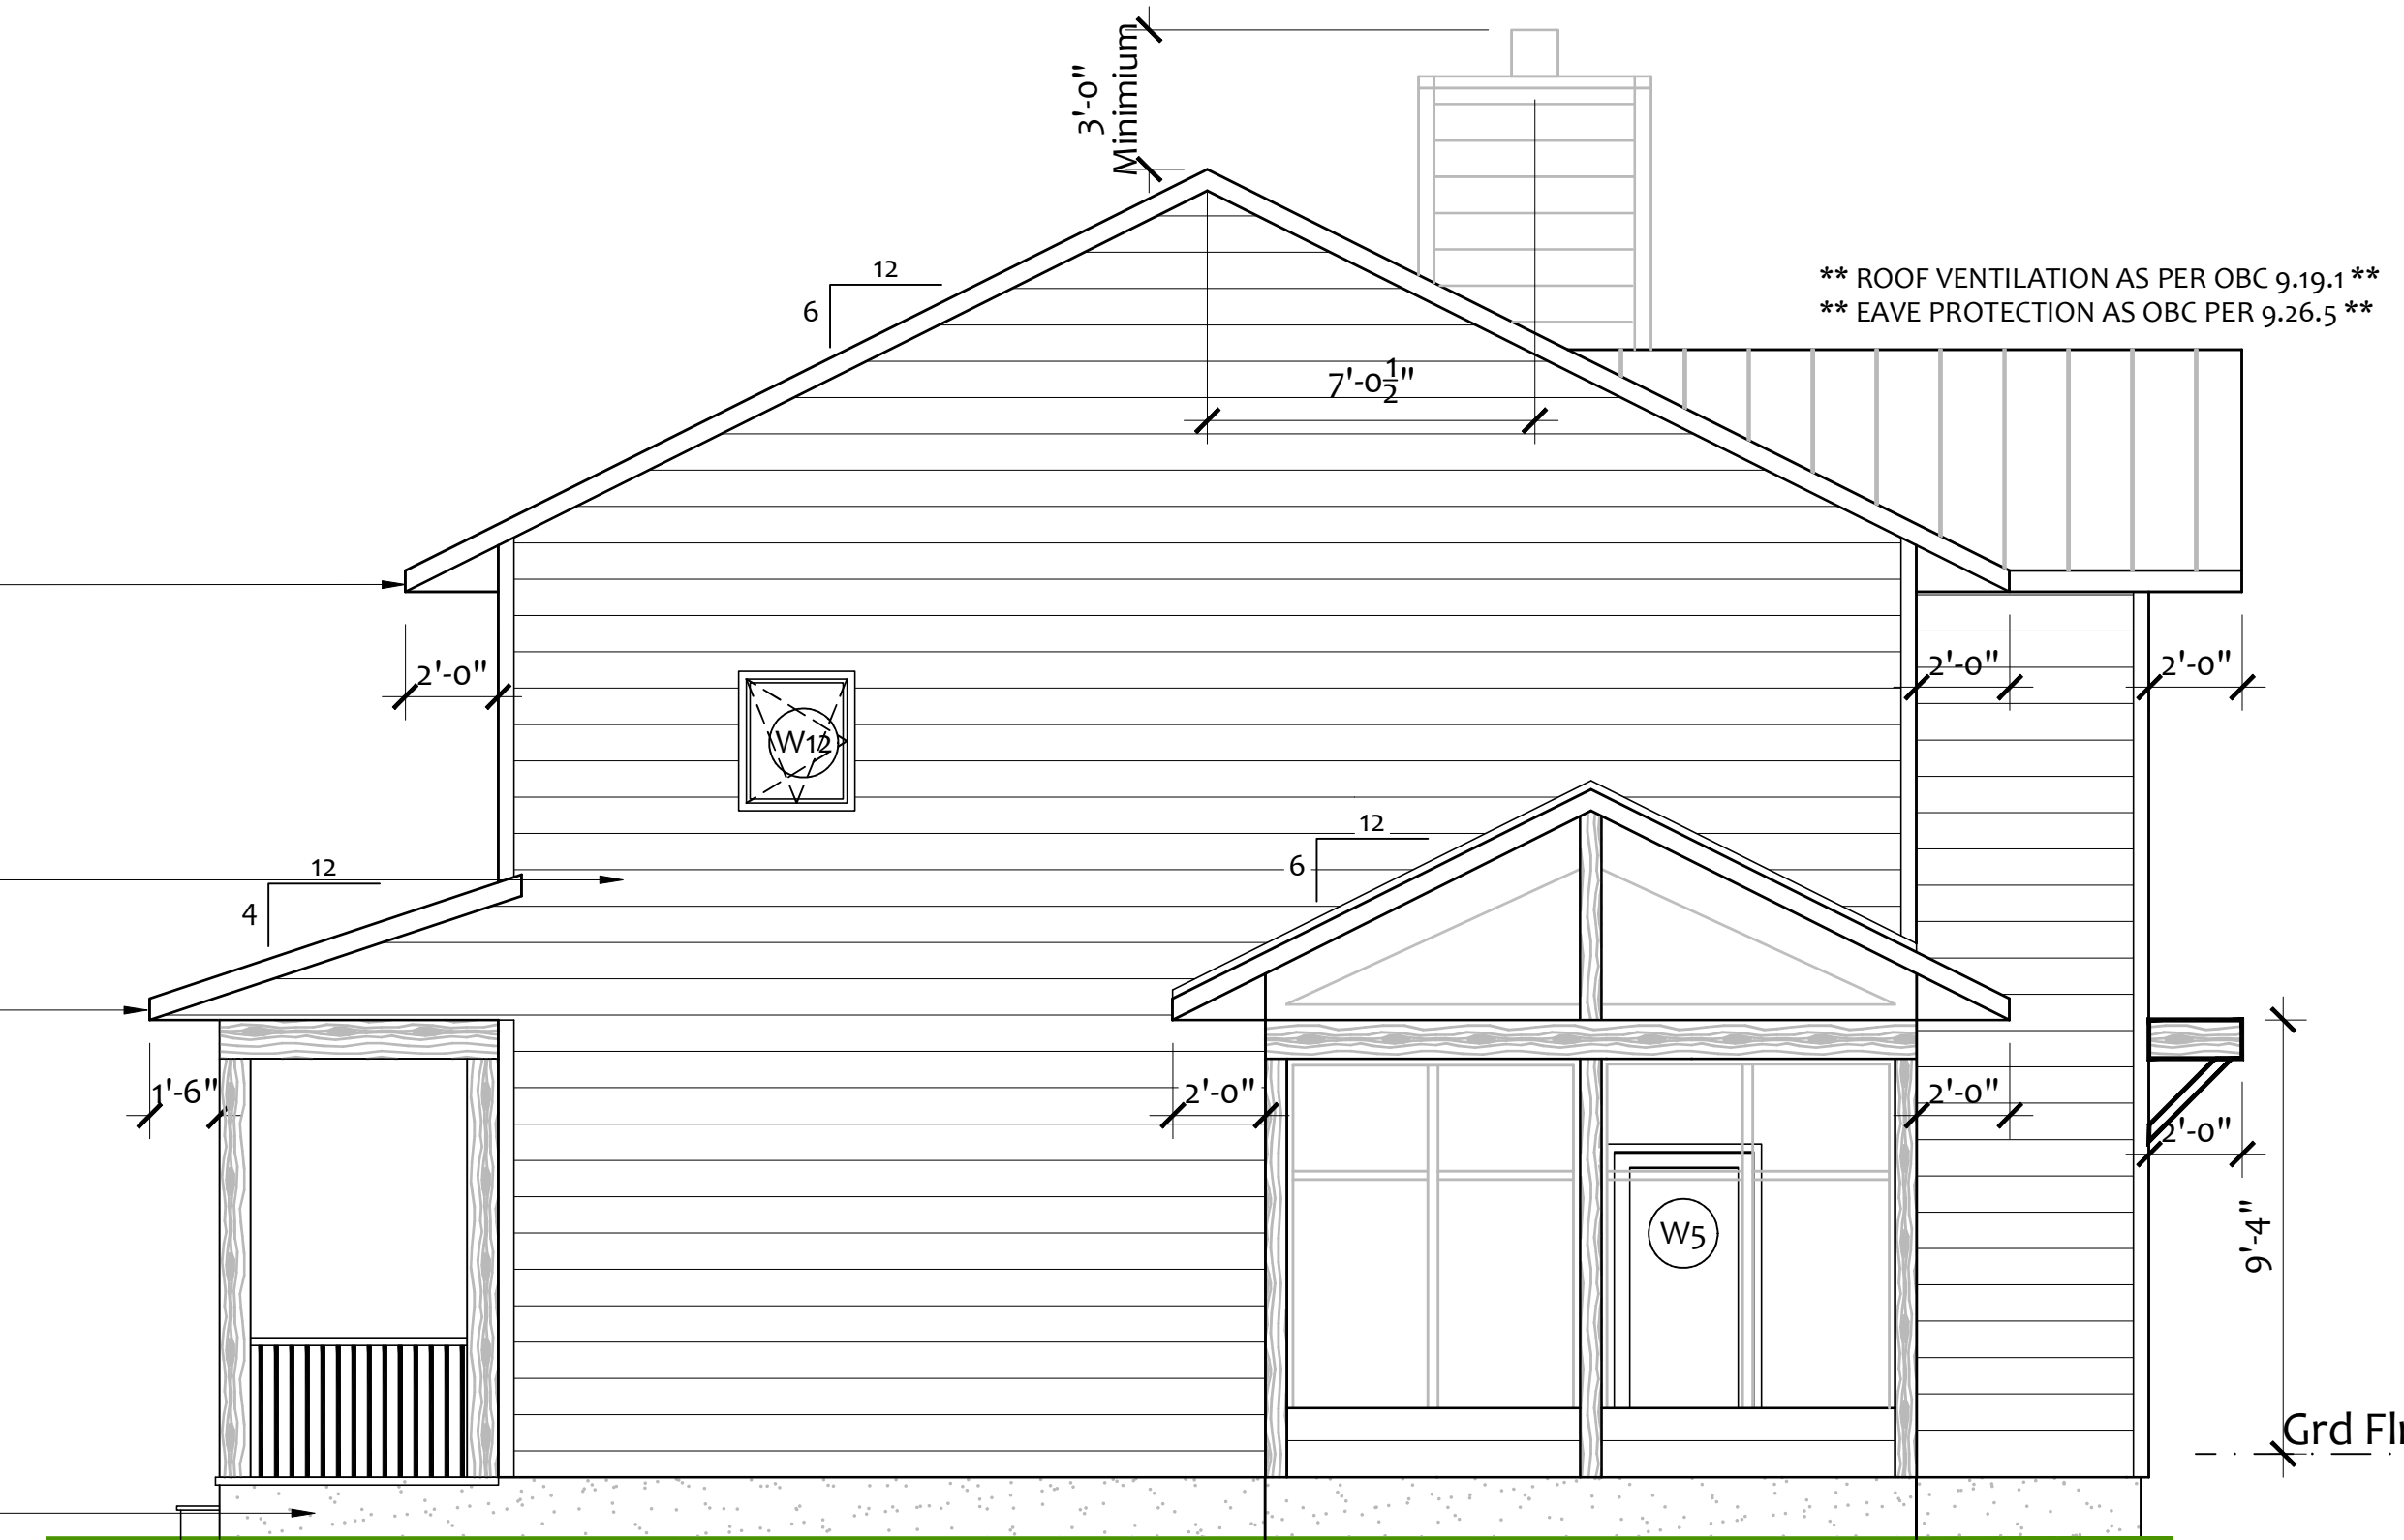 3'-0"
Minimium
12
6
** ROOF VENTILATION AS PER OBC 9.19.1 **
** EAVE PROTECTION AS OBC PER 9.26.5 **
7'-0 1/2"
2'-0"
2'-0"
2'-0"
W12
12
6
12
4
1'-6"
2'-0"
2'-0"
2'-0"
W5
9'-4"
Grd Fl